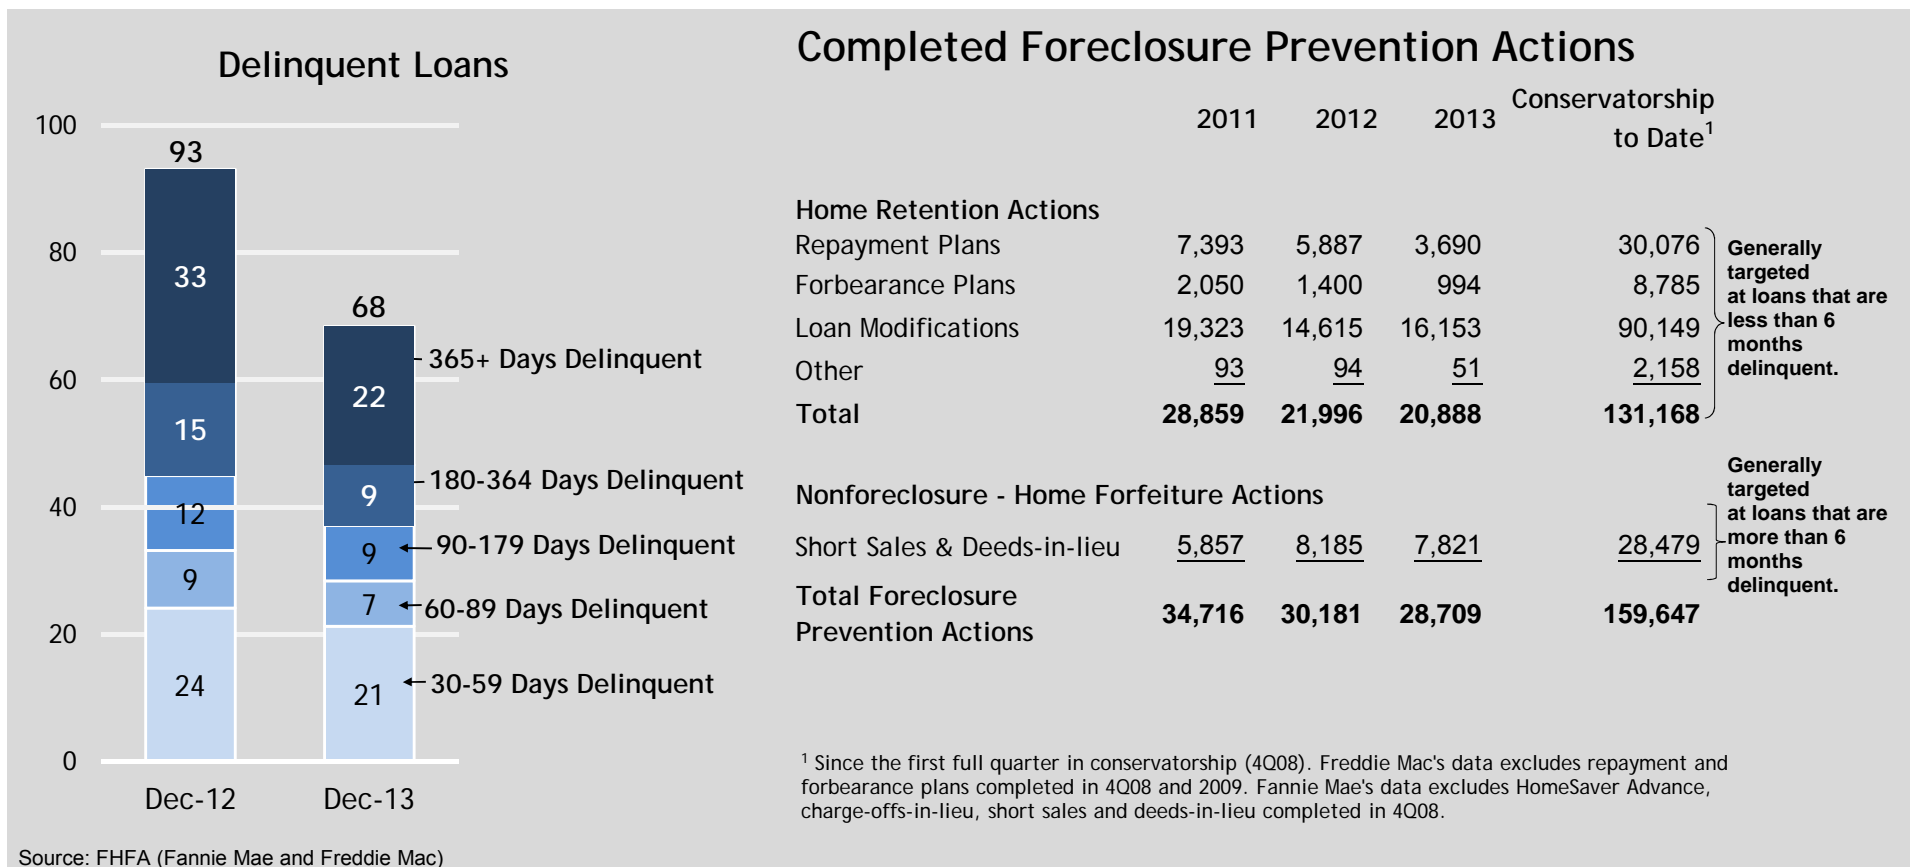 Delinquent Loans
100
80
60
40
20
0
93
33
15
12
9
24
68
22
9
9
7
21
365+ Days Delinquent
180-364 Days Delinquent
90-179 Days Delinquent
60-89 Days Delinquent
30-59 Days Delinquent
Dec-12 Dec-13
Source: FHFA (Fannie Mae and Freddie Mac)
Completed Foreclosure Prevention Actions
2011 2012 2013 Conservatorship
to Date¹
Home Retention Actions
Repayment Plans 7,393 5,887 3,690 30,076
Forbearance Plans 2,050 1,400 994 8,785
Loan Modifications 19,323 14,615 16,153 90,149
Other 93 94 51 2,158
Total 28,859 21,996 20,888 131,168
Generally
targeted
at loans that are
less than 6
months
delinquent.
Nonforeclosure - Home Forfeiture Actions
Short Sales & Deeds-in-lieu 5,857 8,185 7,821 28,479
Generally
targeted
at loans that are
more than 6
months
delinquent.
Total Foreclosure
Prevention Actions 34,716 30,181 28,709 159,647
¹ Since the first full quarter in conservatorship (4Q08). Freddie Mac's data excludes repayment and
forbearance plans completed in 4Q08 and 2009. Fannie Mae's data excludes HomeSaver Advance,
charge-offs-in-lieu, short sales and deeds-in-lieu completed in 4Q08.